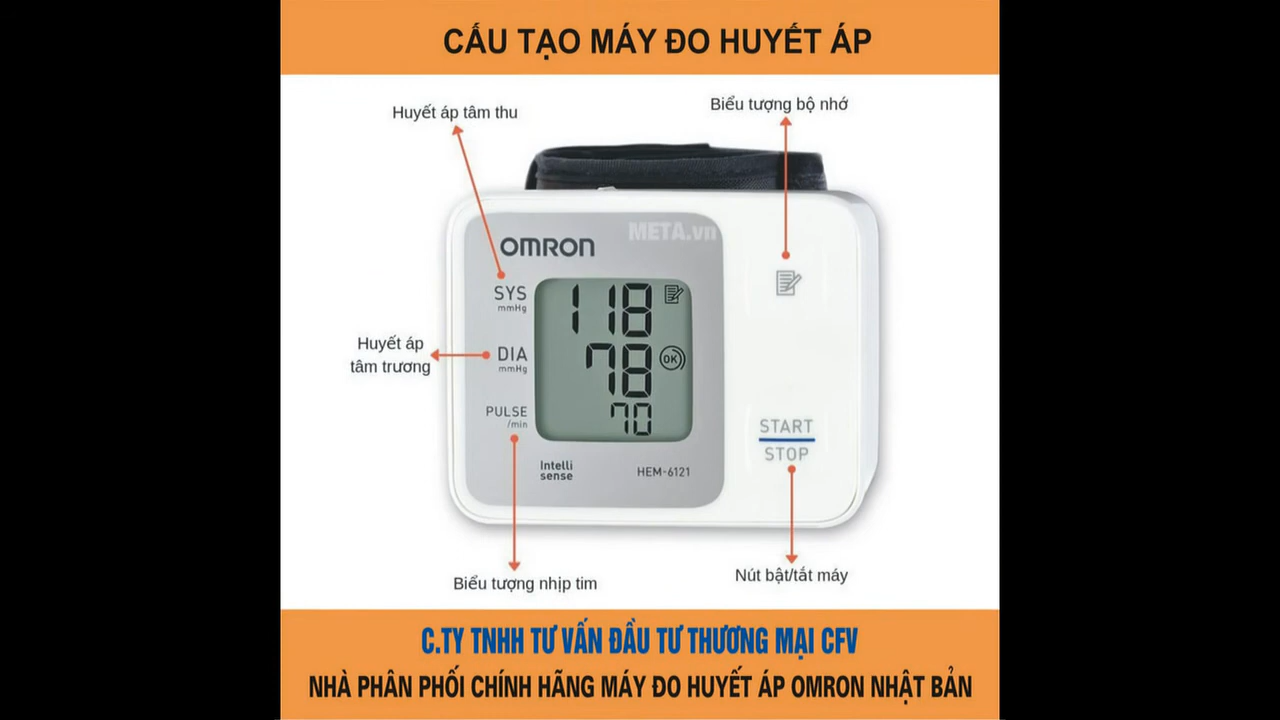 CẤU TẠO MÁY ĐO HUYẾT ÁP
Huyết áp tâm thu
Biểu tượng bộ nhớ
META.vn
OMRON
SYS
mmHg
118
Huyết áp
tâm trương
DIA
mmHg
78
OK
PULSE
/min
70
START
STOP
Intelli
sense
HEM-6121
Biểu tượng nhịp tim
Nút bật/tắt máy
C.TY TNHH TƯ VẤN ĐẦU TƯ THƯƠNG MẠI CFV
NHÀ PHÂN PHỐI CHÍNH HÃNG MÁY ĐO HUYẾT ÁP OMRON NHẬT BẢN